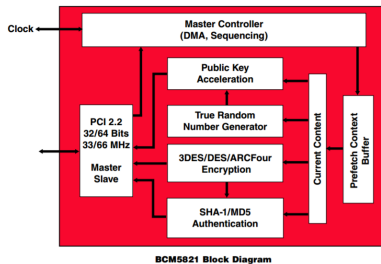 Clock
Master Controller
(DMA, Sequencing)
Public Key
Acceleration
PCI 2.2
32/64 Bits
33/66 MHz
Master
Slave
True Random
Number Generator
3DES/DES/ARCFour
Encryption
SHA-1/MD5
Authentication
Current Content
Prefetch Context
Buffer
BCM5821 Block Diagram